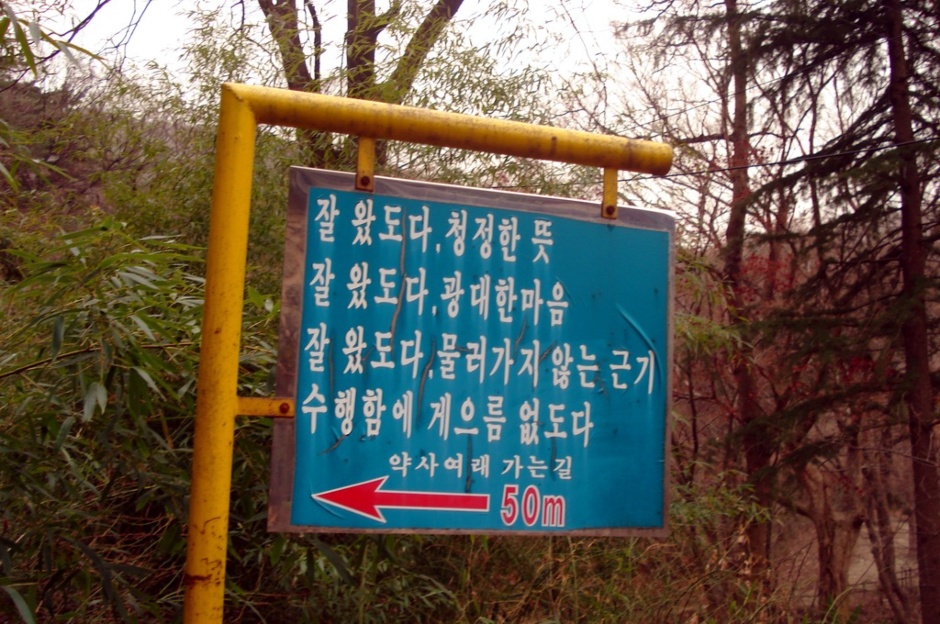 잘 왔도다, 청정한 뜻
잘 왔도다, 광대한마음
잘 왔도다, 물러가지 않는 근기
수행함에 게으름 없도다
약사여래 가는길
50m